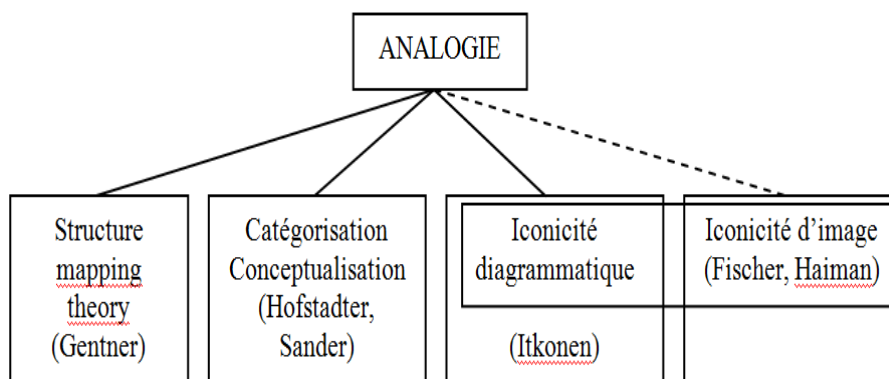 ANALOGIE
Structure
mapping
theory
(Gentner)
Catégorisation
Conceptualisation
(Hofstadter,
Sander)
Iconicité
diagrammatique
(Itkonen)
Iconicité d’image
(Fischer, Haiman)